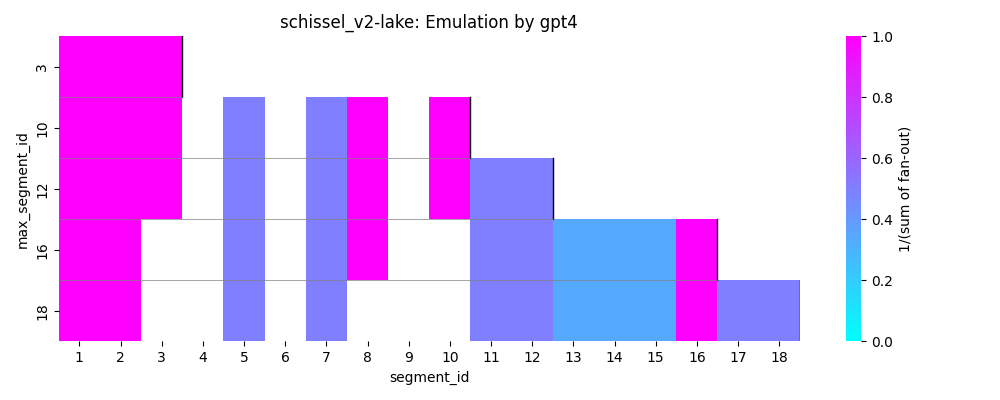 schissel_v2-lake: Emulation by gpt4
max_segment_id
3
10
12
16
18
1 2 3 4 5 6 7 8 9 10 11 12 13 14 15 16 17 18
segment_id
1.0
0.8
0.6
0.4
0.2
0.0
1/(sum of fan-out)